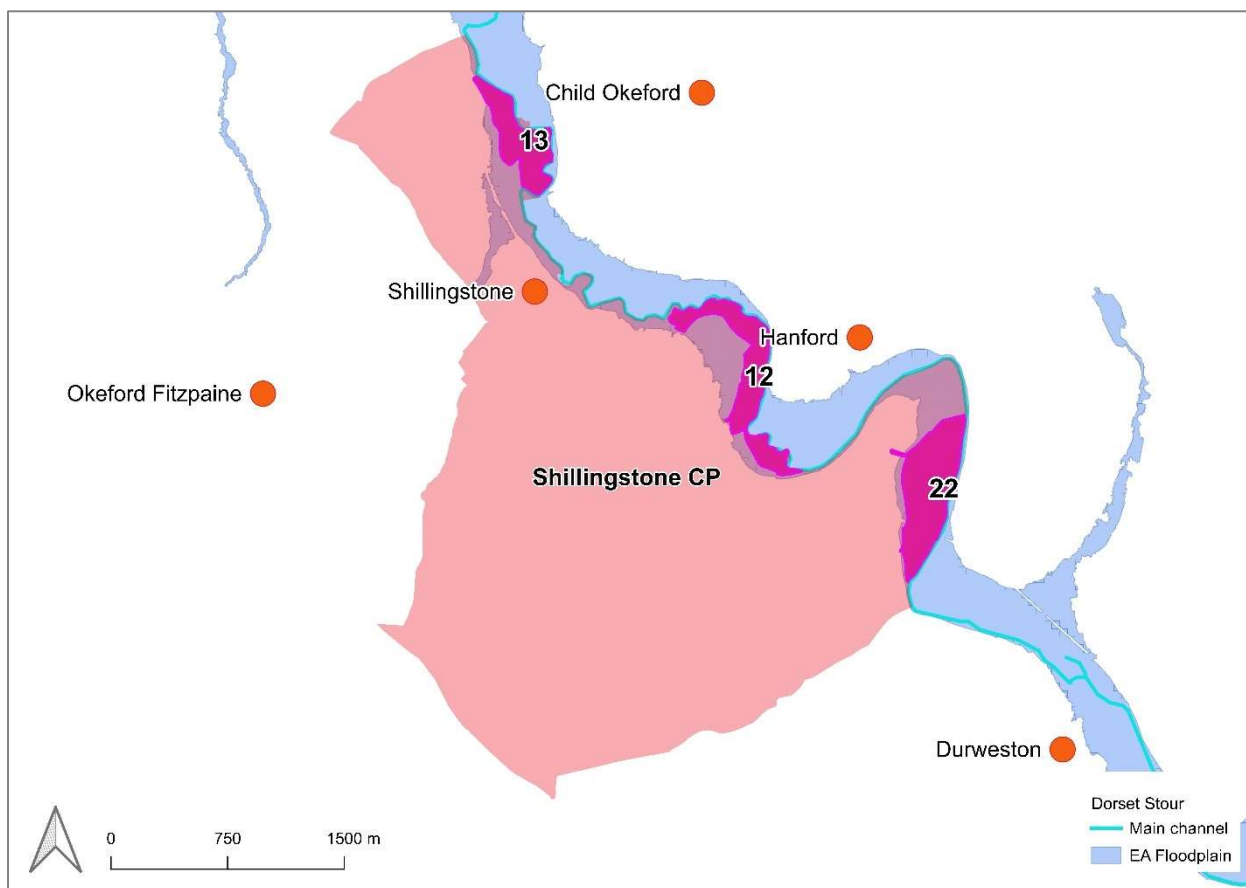 Child Okeford
13
Shillingstone
Hanford
12
Okeford Fitzpaine
Shillingstone CP
22
Durweston
Dorset Stour
Main channel
EA Floodplain
0 750 1500 m